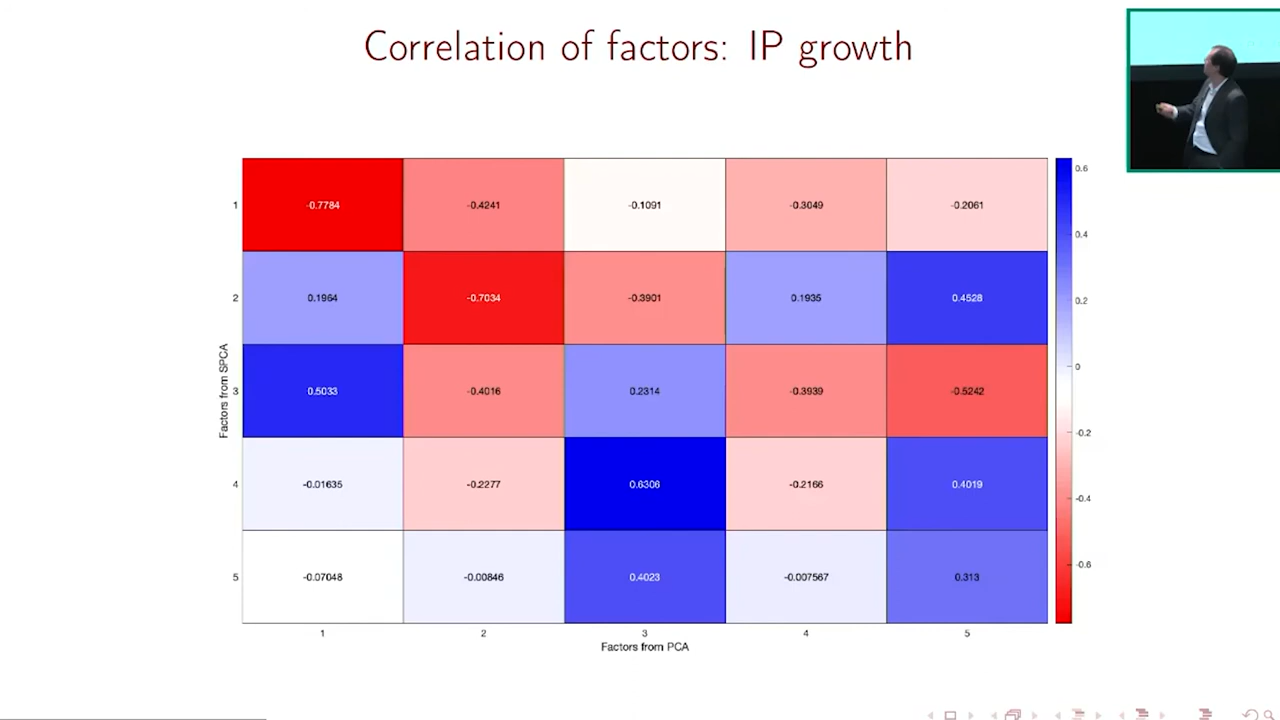 Correlation of factors: IP growth
1 -0.7784 -0.4241 -0.1091 -0.3049 -0.2061
2 0.1964 -0.7034 -0.3901 0.1935 0.4528
3 0.5033 -0.4016 0.2314 -0.3939 -0.5242
4 -0.01635 -0.2277 0.6306 -0.2166 0.4019
5 -0.07048 -0.00846 0.4023 -0.007567 0.313
1 2 3 4 5
Factors from PCA
Factors from SPCA
0.6
0.4
0.2
0
-0.2
-0.4
-0.6